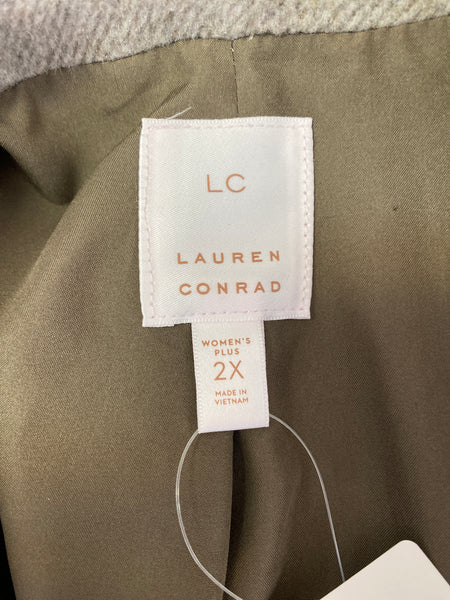 LC
LAUREN
CONRAD
WOMEN'S
PLUS
2X
MADE IN
VIETNAM